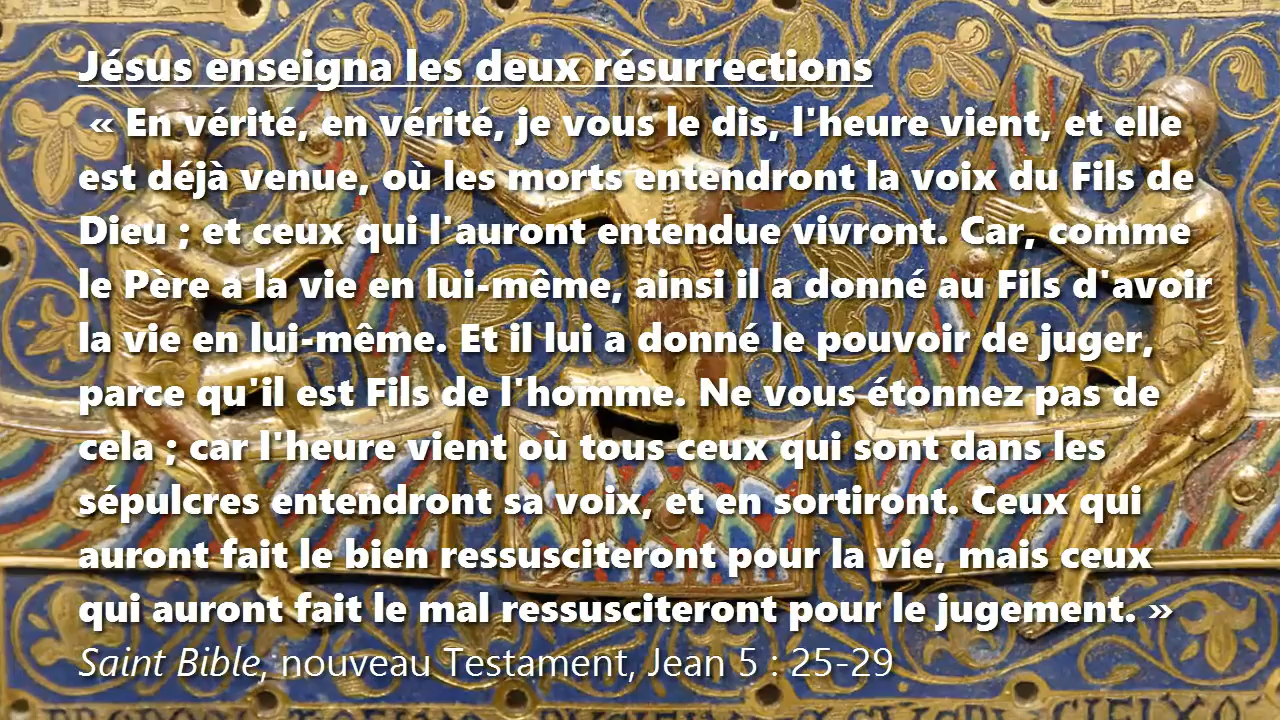 Jésus enseigna les deux résurrections
« En vérité, en vérité, je vous le dis, l'heure vient, et elle
est déjà venue, où les morts entendront la voix du Fils de
Dieu ; et ceux qui l'auront entendue vivront. Car, comme
le Père a la vie en lui-même, ainsi il a donné au Fils d'avoir
la vie en lui-même. Et il lui a donné le pouvoir de juger,
parce qu'il est Fils de l'homme. Ne vous étonnez pas de
cela ; car l'heure vient où tous ceux qui sont dans les
sépulcres entendront sa voix, et en sortiront. Ceux qui
auront fait le bien ressusciteront pour la vie, mais ceux
qui auront fait le mal ressusciteront pour le jugement. »
Saint Bible, nouveau Testament, Jean 5 : 25-29